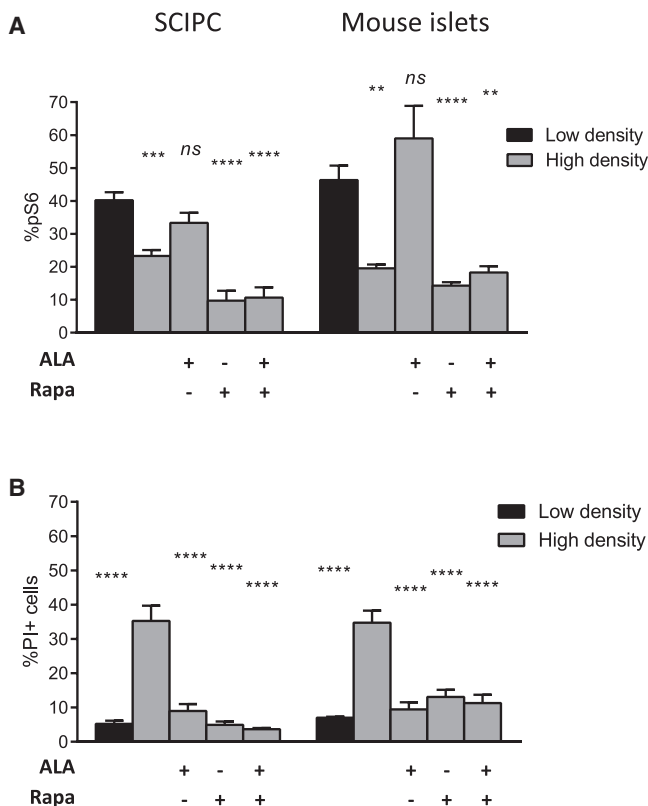 A
SCIPC Mouse islets
%pS6
70
60
50
40
30
20
10
0
*** ns **** ****
** ns **** **
Low density
High density
ALA + - + + - +
Rapa - + + - + +
B
%PI+ cells
70
60
50
40
30
20
10
0
**** **** **** ****
**** **** **** ****
Low density
High density
ALA + - + + - +
Rapa - + + - + +